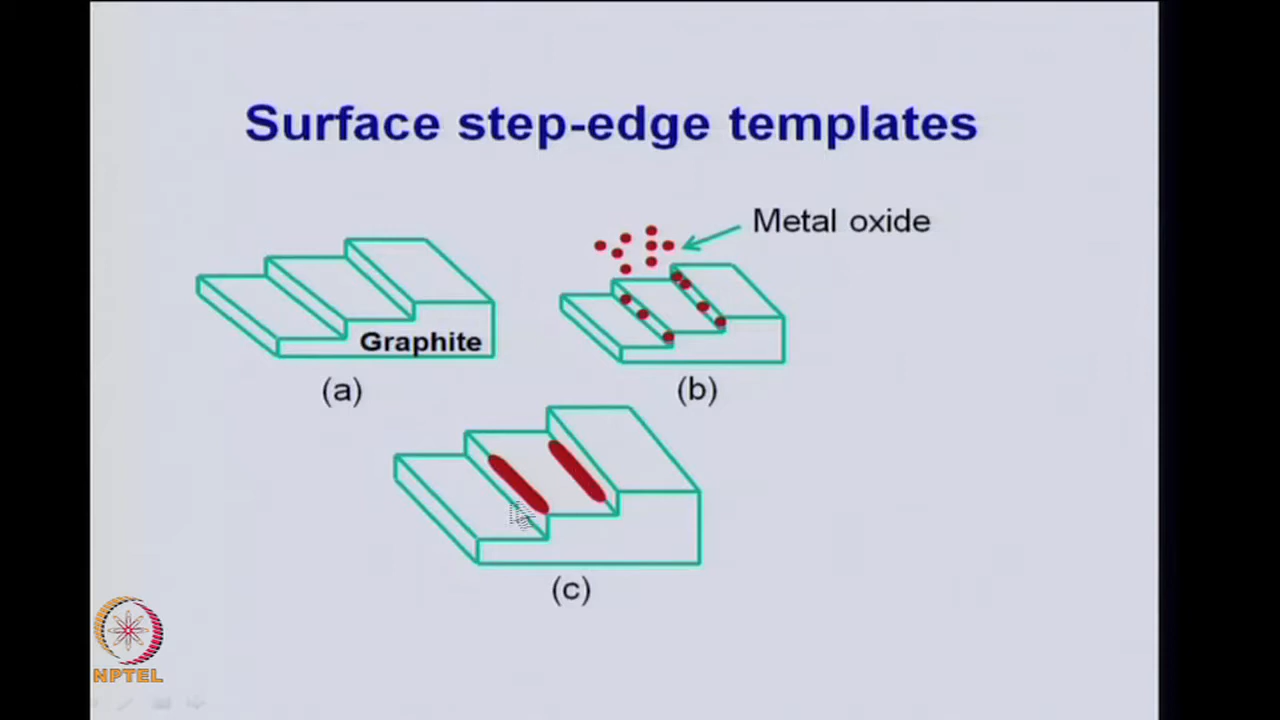 Surface step-edge templates
Metal oxide
Graphite
(a)
(b)
(c)
NPTEL